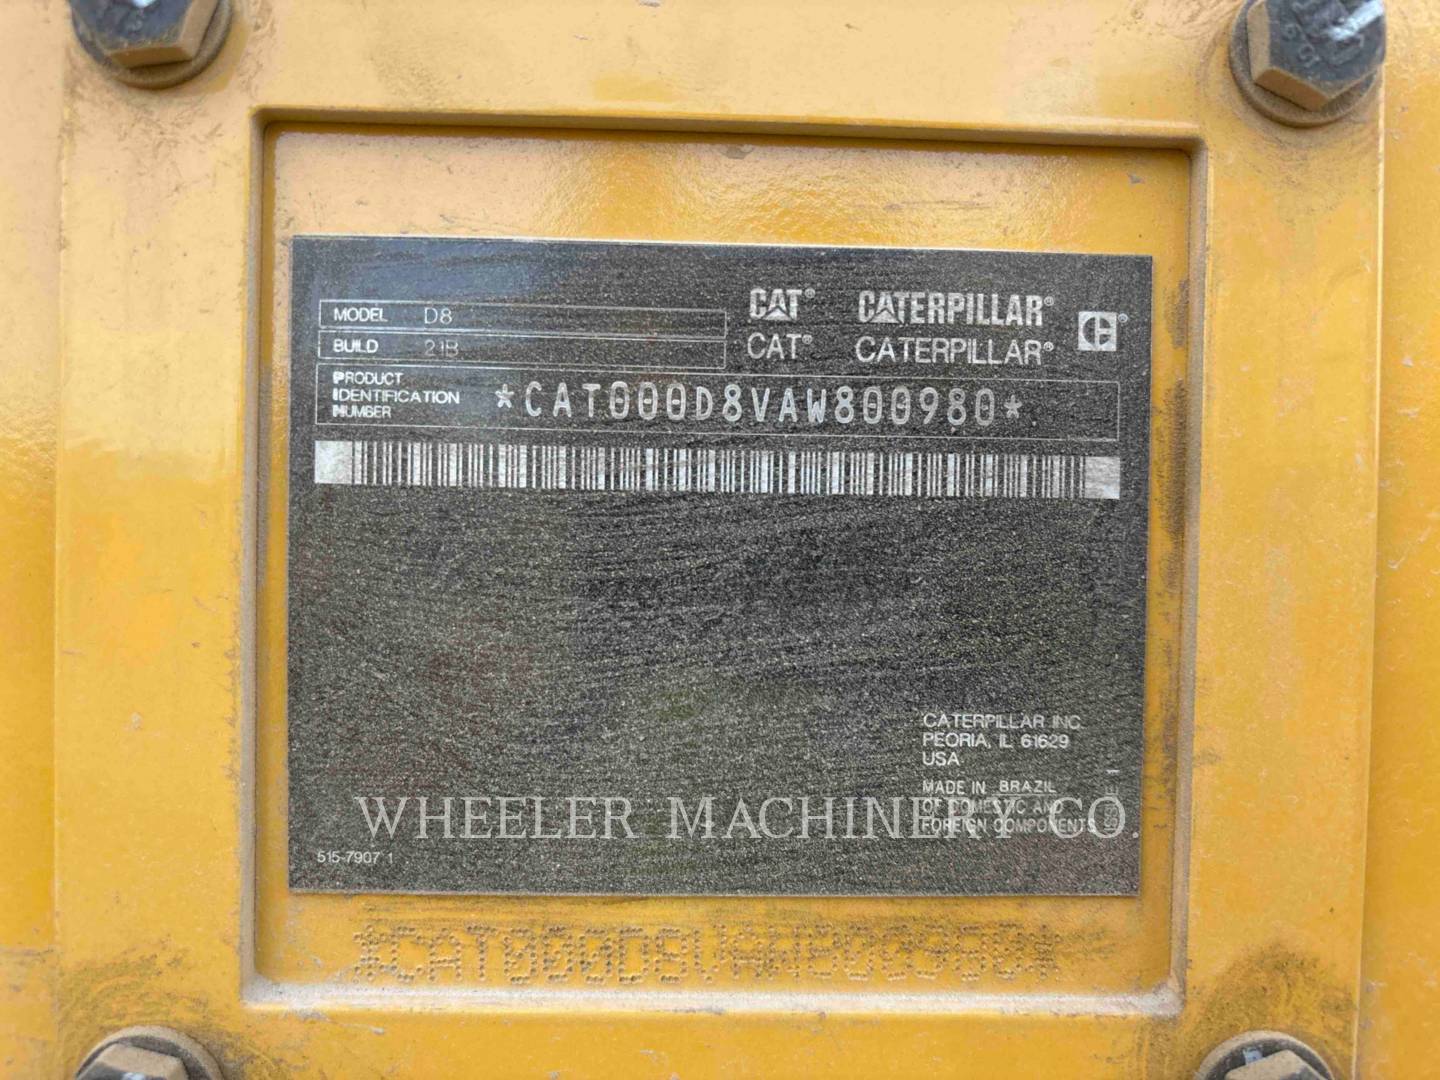 MODEL D8
BUILD 21B
CAT® CATERPILLAR®
CAT® CATERPILLAR®
PRODUCT
IDENTIFICATION
NUMBER
*CAT000D8VAW800980*
CATERPILLAR INC.
PEORIA, IL 61629
USA
MADE IN BRAZIL
OF DOMESTIC AND
FOREIGN COMPONENTS
WHEELER MACHINERY CO.
515-7907 1
*CAT000D8VAW800980*